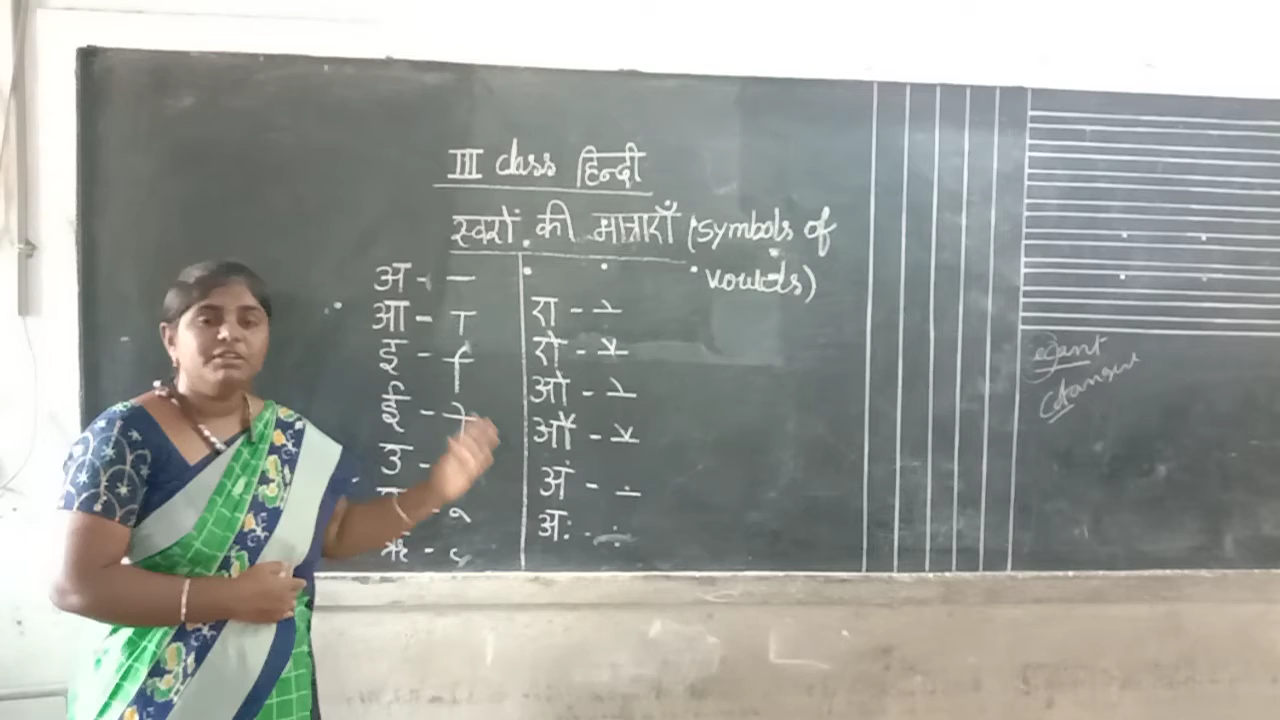 III class हिन्दी
स्वरों की मात्राएँ (symbols of
vowels)
अ - –
आ - ा
इ - ि
ई - ी
उ -
ऋ - ृ
ए - े
ऐ - ै
ओ - ो
औ - ौ
अं - ं
अः - ः